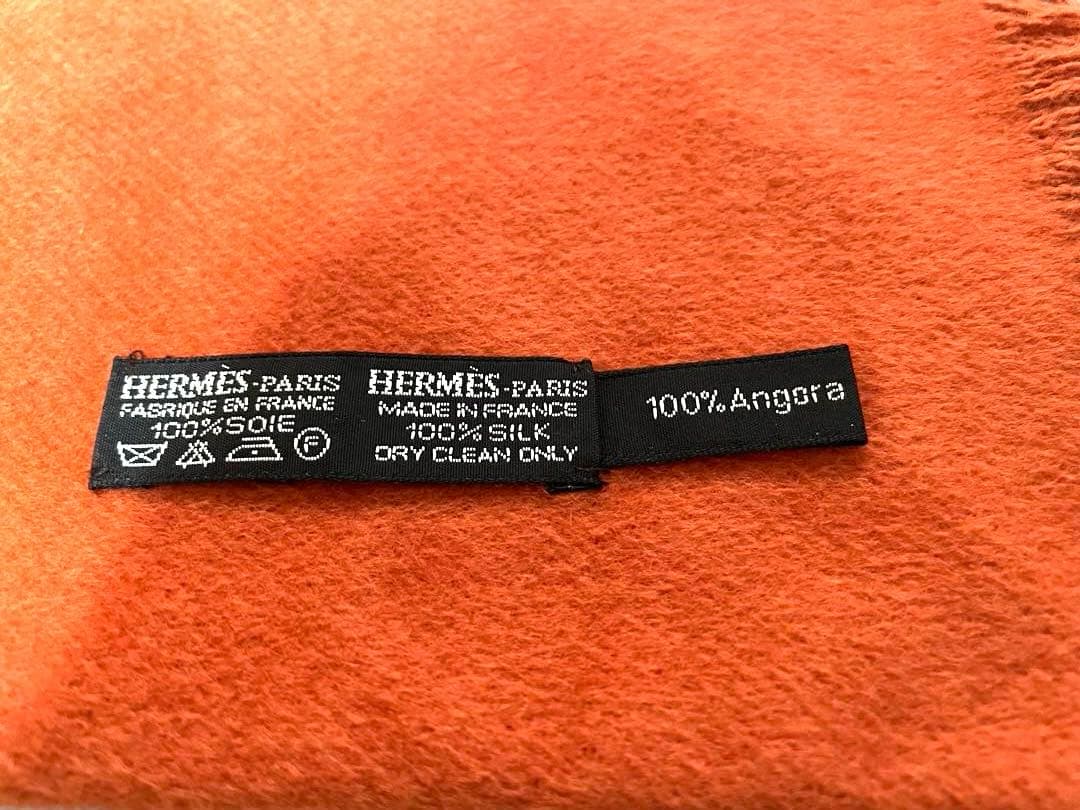 HERMÈS-PARIS
FABRIQUE EN FRANCE
100%SOIE
F
HERMÈS-PARIS
MADE IN FRANCE
100%SILK
DRY CLEAN ONLY
100%Angora